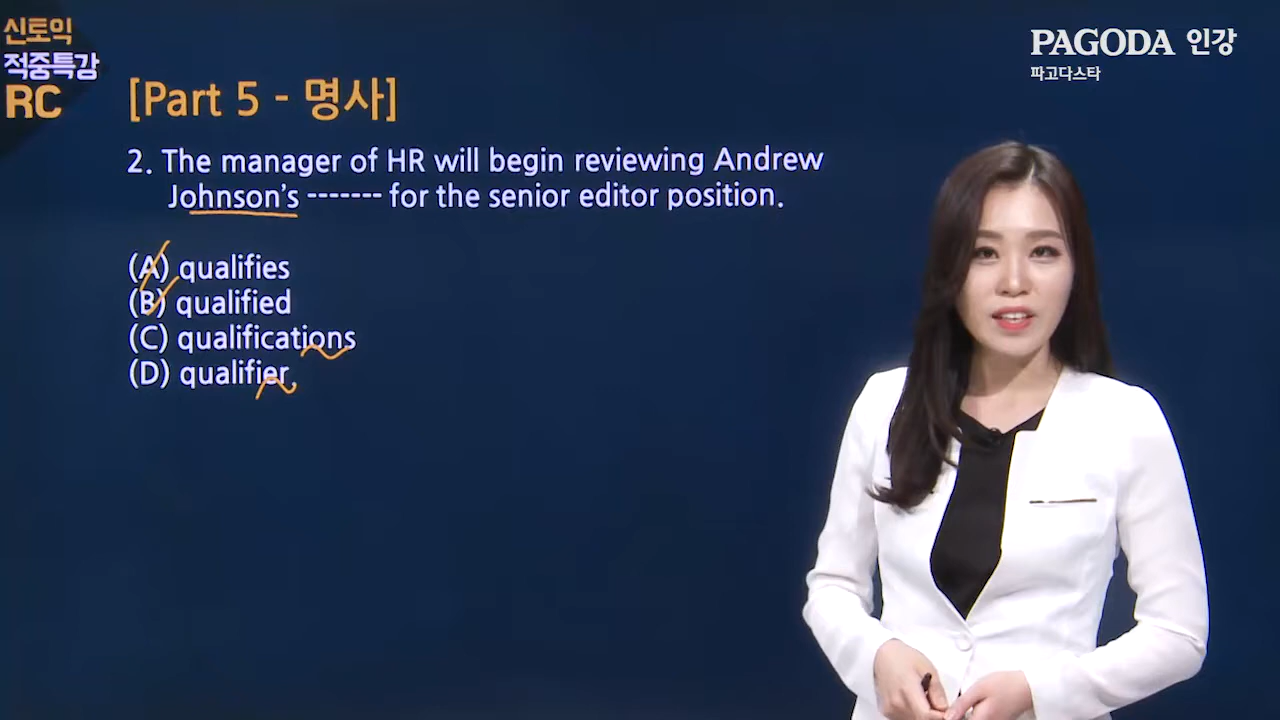 신토익
적중특강
RC
PAGODA 인강
파고다스타
[Part 5 - 명사]
2. The manager of HR will begin reviewing Andrew
Johnson's ------- for the senior editor position.
(A) qualifies
(B) qualified
(C) qualifications
(D) qualifier